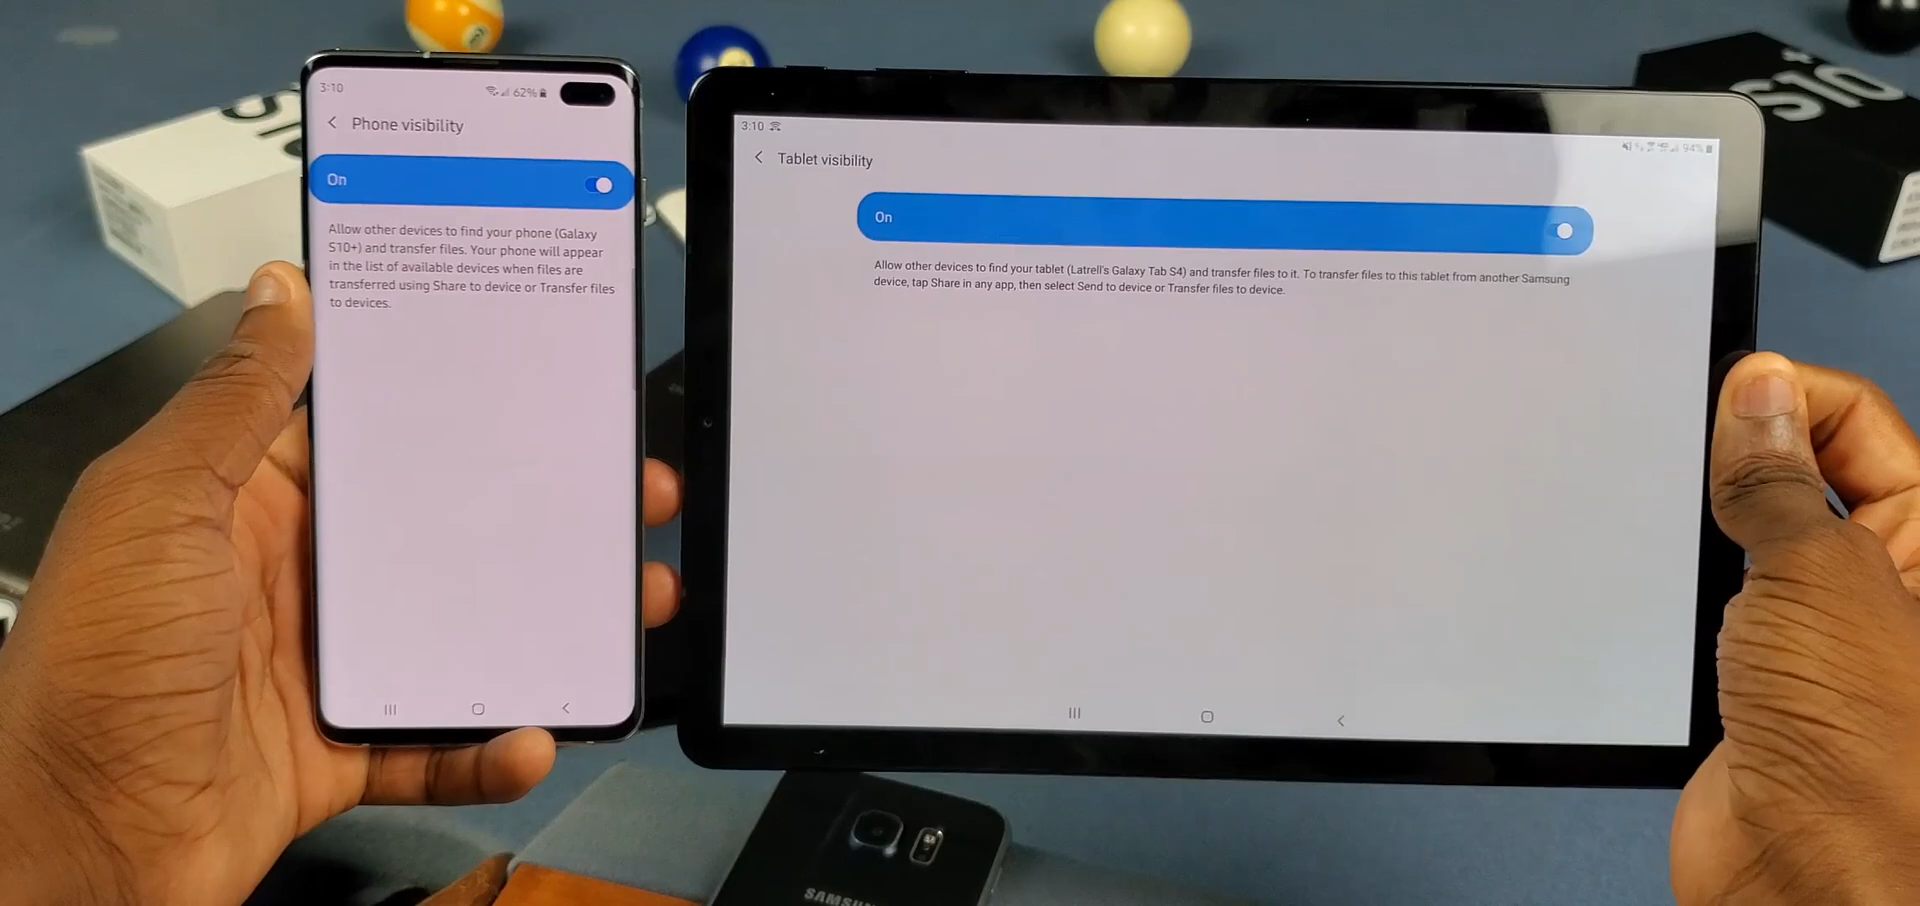 3:10
62%
Phone visibility
On
Allow other devices to find your phone (Galaxy
S10+) and transfer files. Your phone will appear
in the list of available devices when files are
transferred using Share to device or Transfer files
to devices.
3:10
94%
Tablet visibility
On
Allow other devices to find your tablet (Latrell's Galaxy Tab S4) and transfer files to it. To transfer files to this tablet from another Samsung
device, tap Share in any app, then select Send to device or Transfer files to device.
S10+
SAMSU